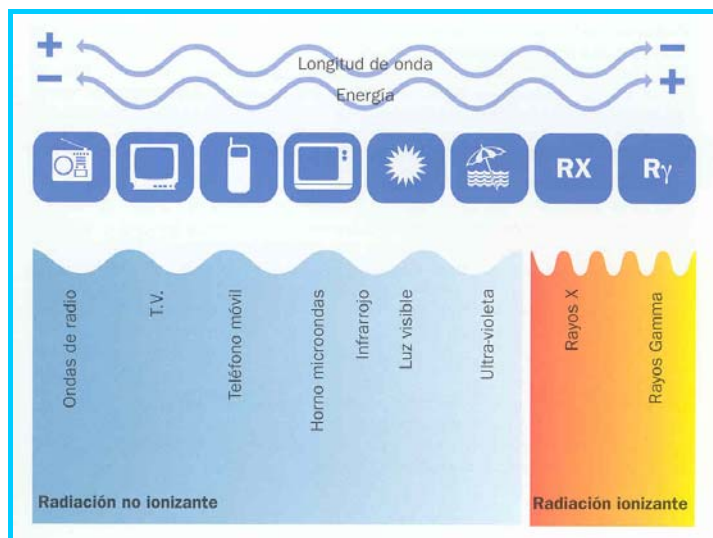 +
Longitud de onda
−
−
Energía
+
RX
Rγ
Ondas de radio
T.V.
Teléfono móvil
Horno microondas
Infrarrojo
Luz visible
Ultra-violeta
Rayos X
Rayos Gamma
Radiación no ionizante
Radiación ionizante